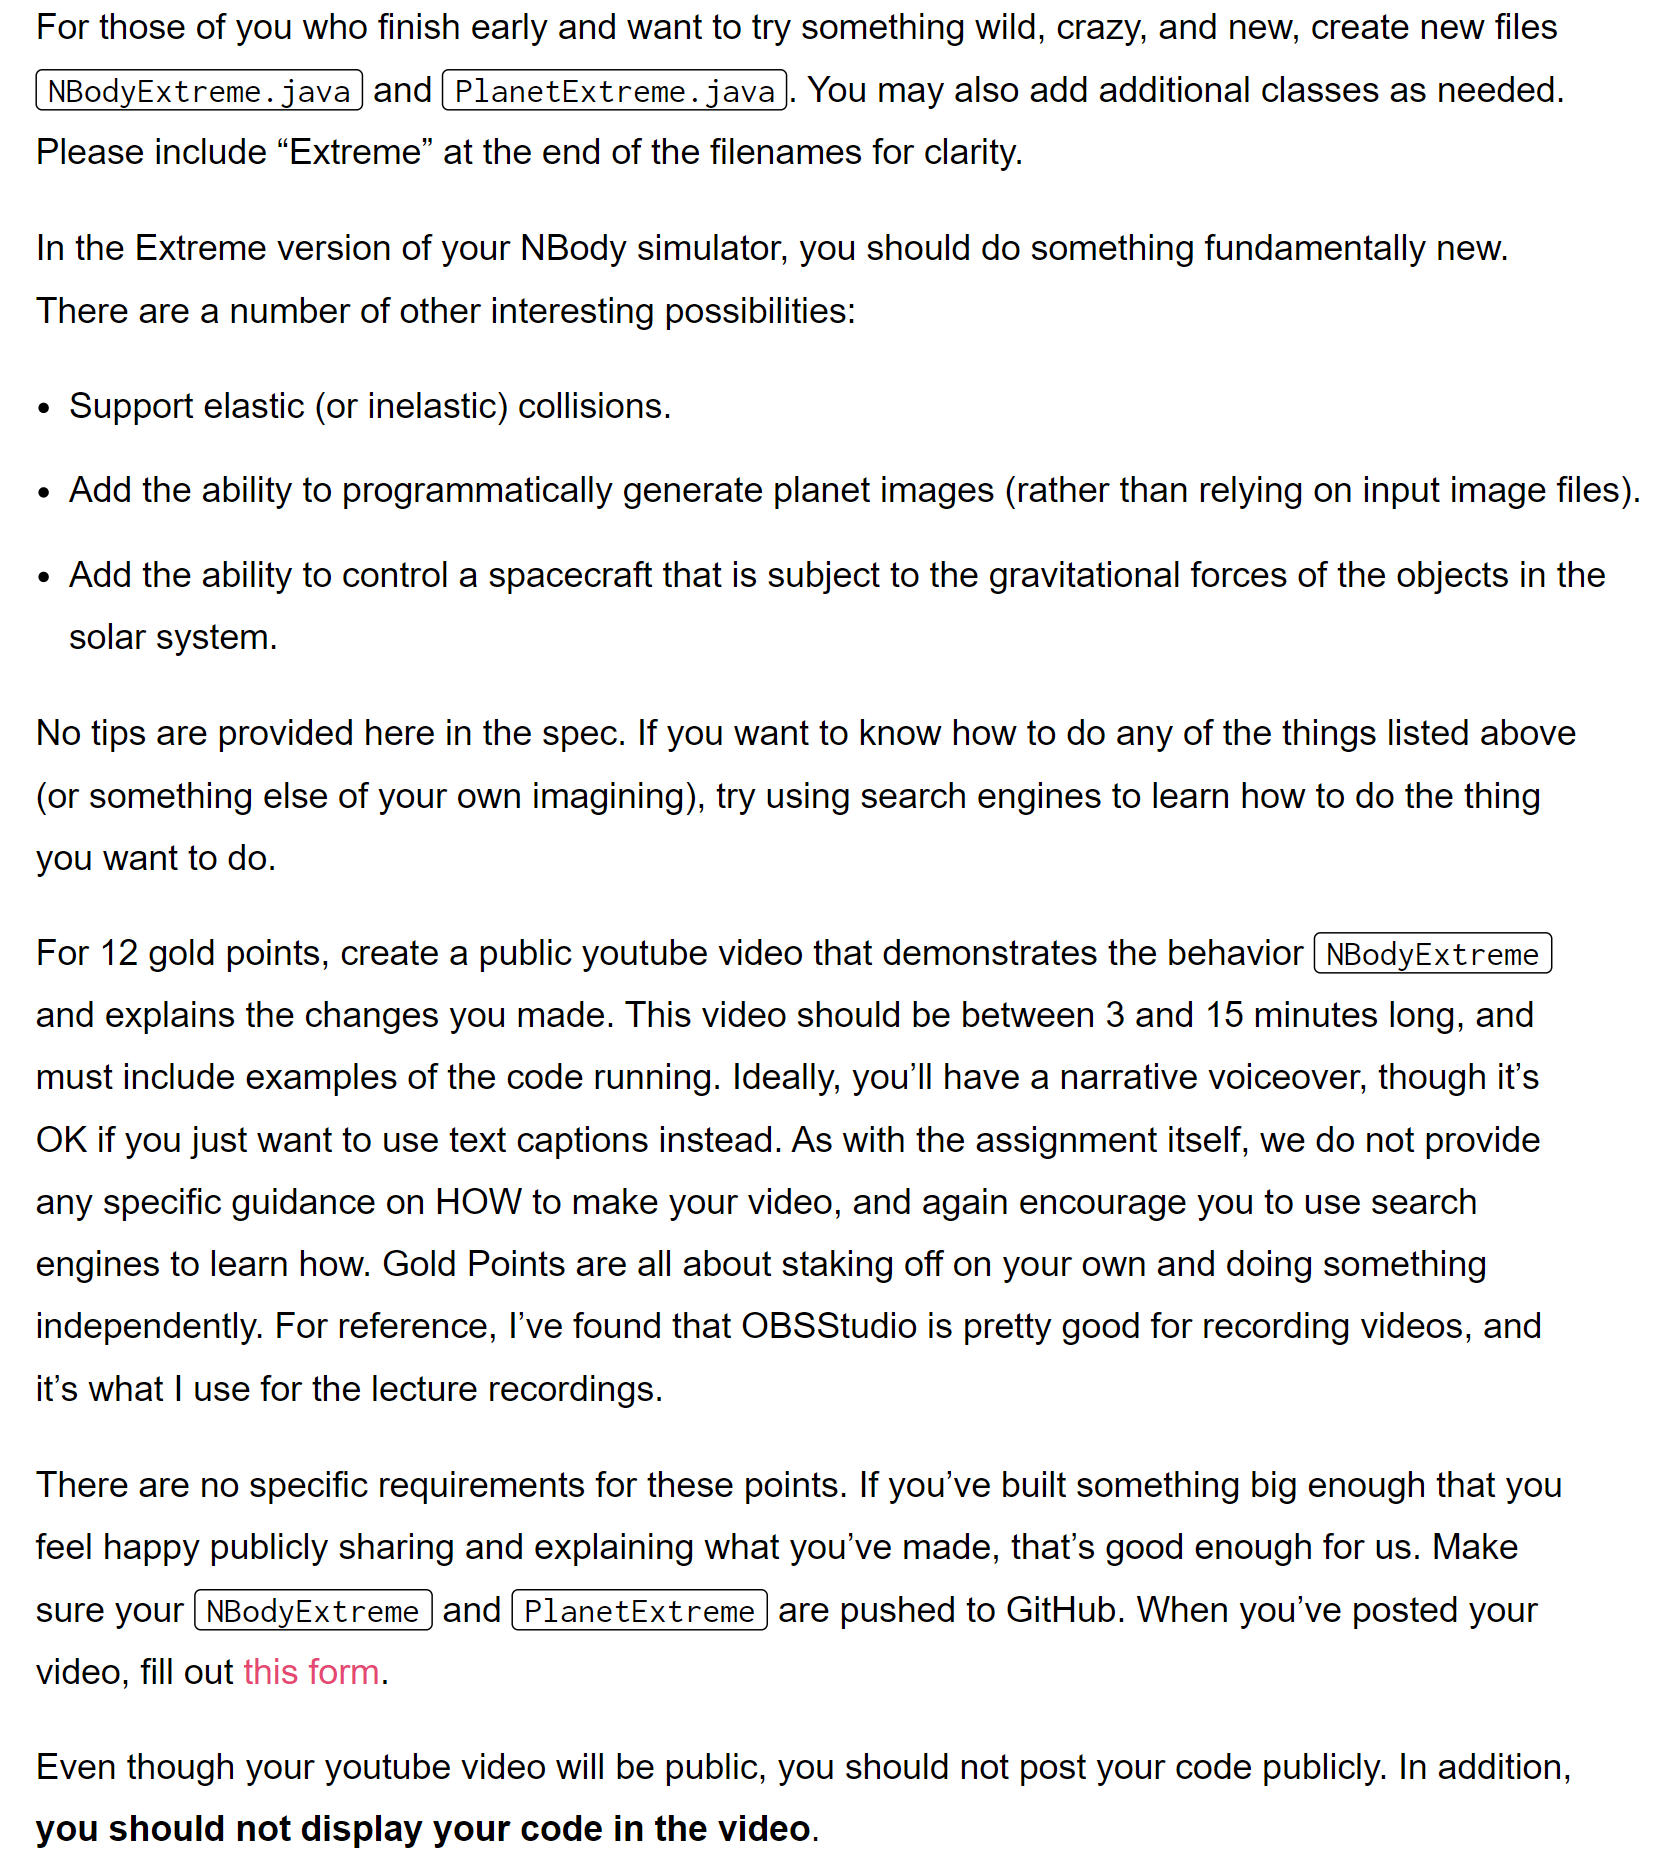 For those of you who finish early and want to try something wild, crazy, and new, create new files
NBodyExtreme.java and PlanetExtreme.java. You may also add additional classes as needed.
Please include “Extreme” at the end of the filenames for clarity.
In the Extreme version of your NBody simulator, you should do something fundamentally new.
There are a number of other interesting possibilities:
• Support elastic (or inelastic) collisions.
• Add the ability to programmatically generate planet images (rather than relying on input image files).
• Add the ability to control a spacecraft that is subject to the gravitational forces of the objects in the
solar system.
No tips are provided here in the spec. If you want to know how to do any of the things listed above
(or something else of your own imagining), try using search engines to learn how to do the thing
you want to do.
For 12 gold points, create a public youtube video that demonstrates the behavior NBodyExtreme
and explains the changes you made. This video should be between 3 and 15 minutes long, and
must include examples of the code running. Ideally, you’ll have a narrative voiceover, though it’s
OK if you just want to use text captions instead. As with the assignment itself, we do not provide
any specific guidance on HOW to make your video, and again encourage you to use search
engines to learn how. Gold Points are all about staking off on your own and doing something
independently. For reference, I’ve found that OBSStudio is pretty good for recording videos, and
it’s what I use for the lecture recordings.
There are no specific requirements for these points. If you’ve built something big enough that you
feel happy publicly sharing and explaining what you’ve made, that’s good enough for us. Make
sure your NBodyExtreme and PlanetExtreme are pushed to GitHub. When you’ve posted your
video, fill out this form.
Even though your youtube video will be public, you should not post your code publicly. In addition,
you should not display your code in the video.